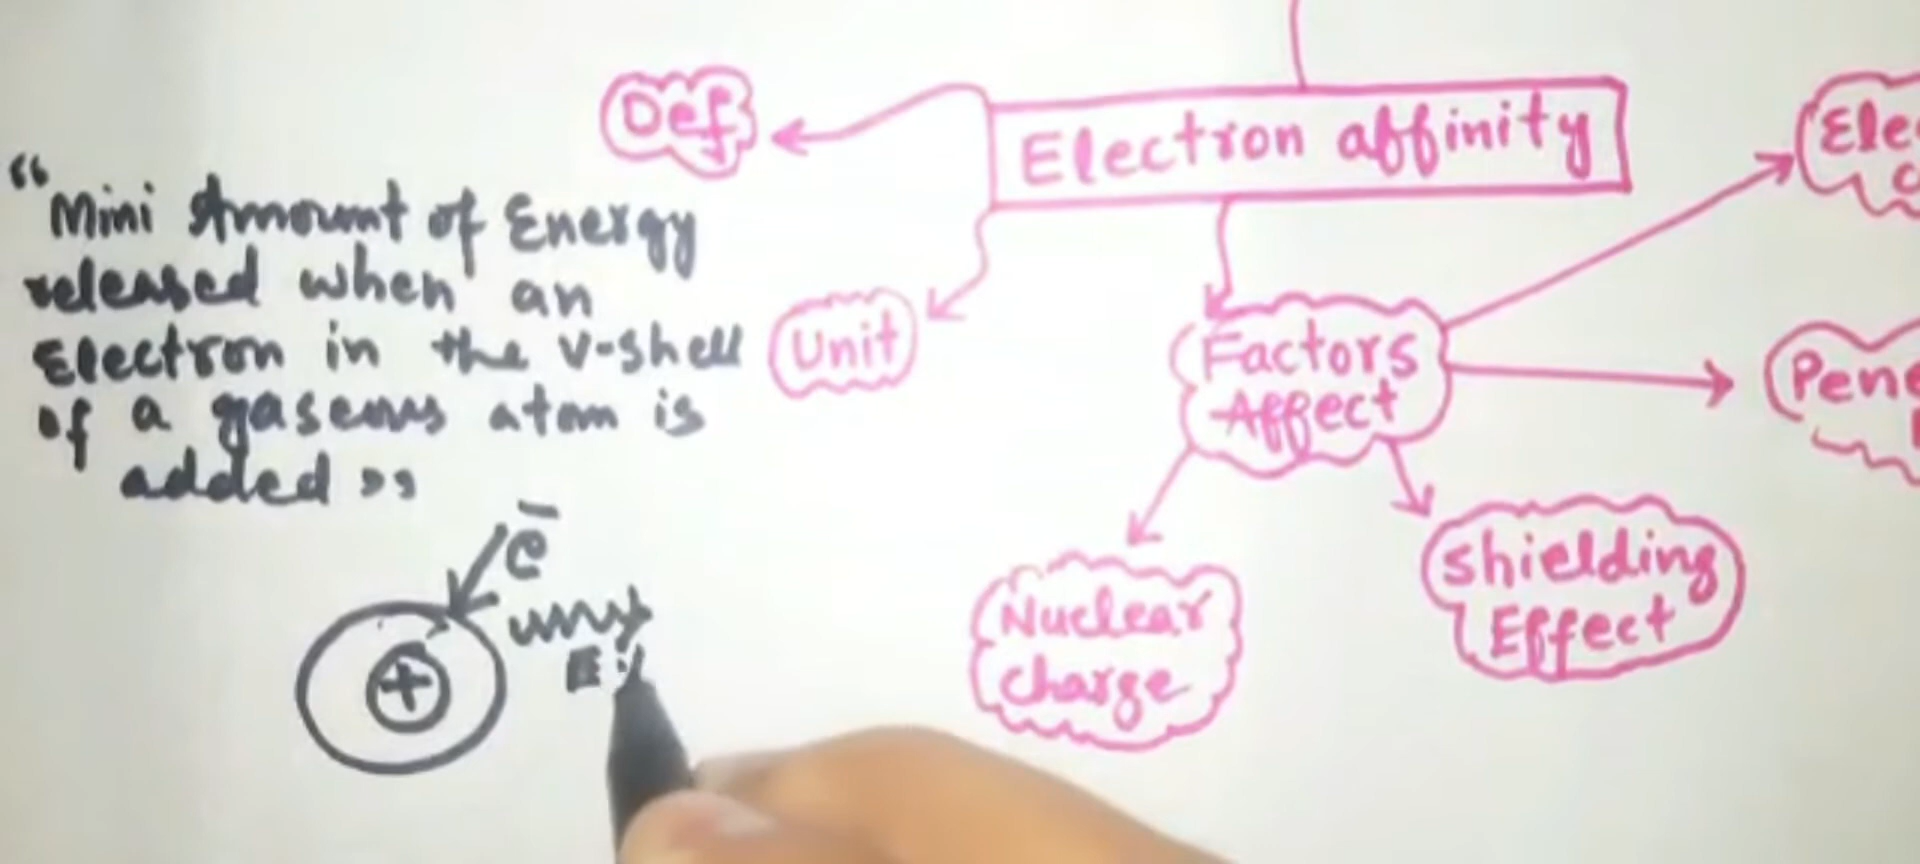 Def
Electron affinity
"Mini Amount of Energy
released when an
Electron in the v-shell
of a gaseous atom is
added "
Unit
Factors
Affect
Nuclear
charge
Shielding
Effect
Ele
C
Pene
e⁻
+